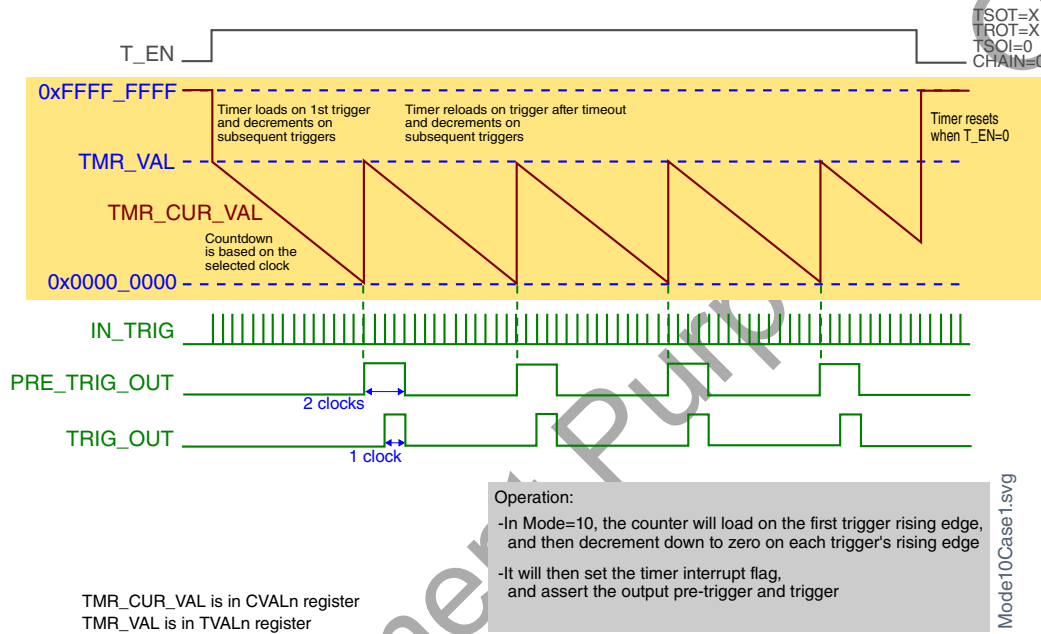 TSOT=X
TROT=X
TSOI=0
CHAIN=0
T_EN
0xFFFF_FFFF
Timer loads on 1st trigger
and decrements on
subsequent triggers
Timer reloads on trigger after timeout
and decrements on
subsequent triggers
Timer resets
when T_EN=0
TMR_VAL
TMR_CUR_VAL
Countdown
is based on the
selected clock
0x0000_0000
IN_TRIG
PRE_TRIG_OUT
2 clocks
TRIG_OUT
1 clock
Operation:
-In Mode=10, the counter will load on the first trigger rising edge,
and then decrement down to zero on each trigger's rising edge
-It will then set the timer interrupt flag,
and assert the output pre-trigger and trigger
Mode10Case1.svg
TMR_CUR_VAL is in CVALn register
TMR_VAL is in TVALn register